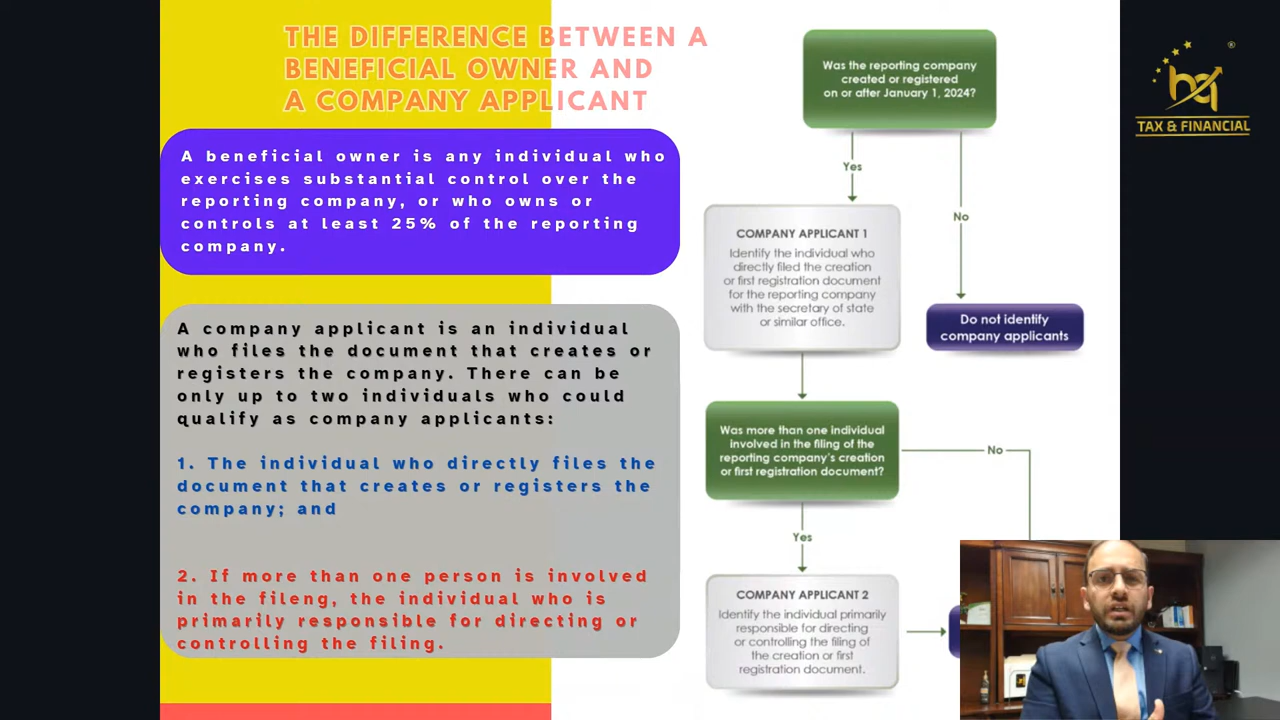 THE DIFFERENCE BETWEEN A
BENEFICIAL OWNER AND
A COMPANY APPLICANT
A beneficial owner is any individual who
exercises substantial control over the
reporting company, or who owns or
controls at least 25% of the reporting
company.
A company applicant is an individual
who files the document that creates or
registers the company. There can be
only up to two individuals who could
qualify as company applicants:
1. The individual who directly files the
document that creates or registers the
company; and
2. If more than one person is involved
in the fileng, the individual who is
primarily responsible for directing or
controlling the filing.
Was the reporting company
created or registered
on or after January 1, 2024?
Yes
No
COMPANY APPLICANT 1
Identify the individual who
directly filed the creation
or first registration document
for the reporting company
with the secretary of state
or similar office.
Do not identify
company applicants
Was more than one individual
involved in the filing of the
reporting company's creation
or first registration document?
No
Yes
COMPANY APPLICANT 2
Identify the individual primarily
responsible for directing
or controlling the filing of
the creation or first
registration document.
®
TAX & FINANCIAL